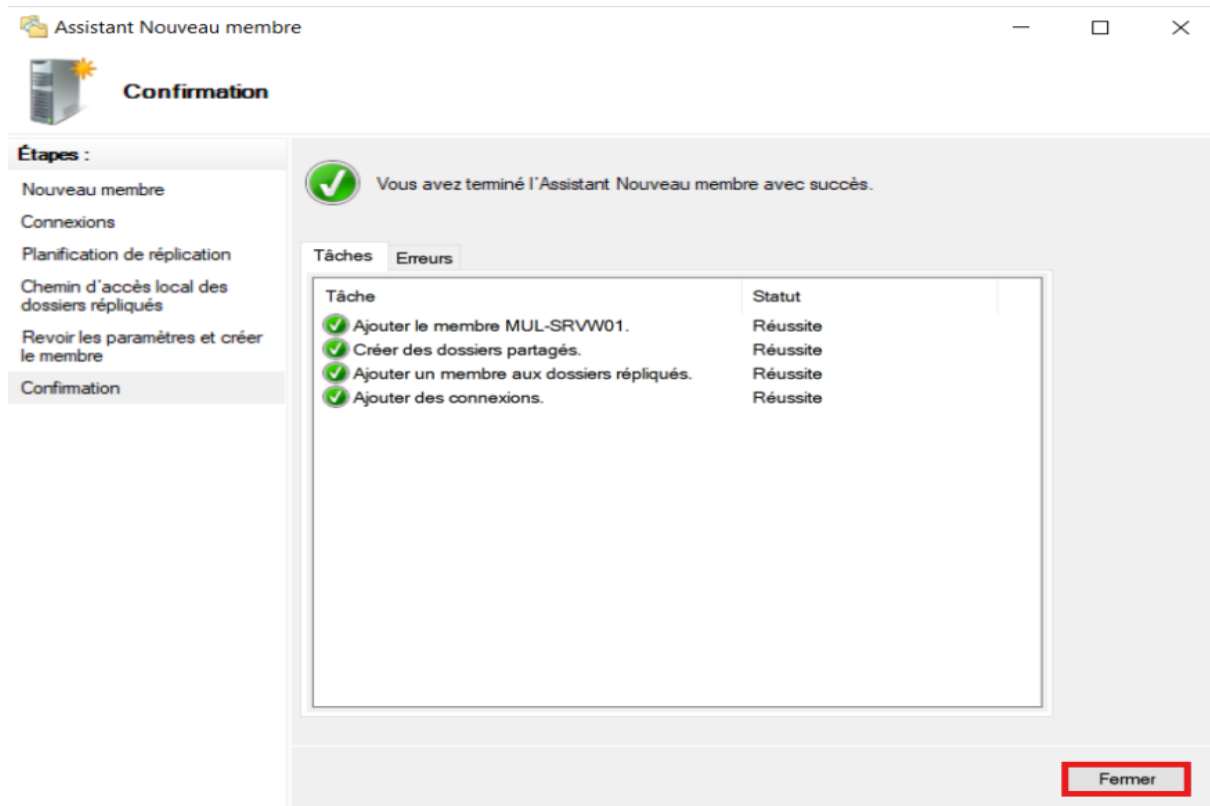 Assistant Nouveau membre
Confirmation
Étapes :
Nouveau membre
Connexions
Planification de réplication
Chemin d'accès local des
dossiers répliqués
Revoir les paramètres et créer
le membre
Confirmation
Vous avez terminé l'Assistant Nouveau membre avec succès.
Tâches Erreurs
Tâche Statut
Ajouter le membre MUL-SRVW01. Réussite
Créer des dossiers partagés. Réussite
Ajouter un membre aux dossiers répliqués. Réussite
Ajouter des connexions. Réussite
Fermer